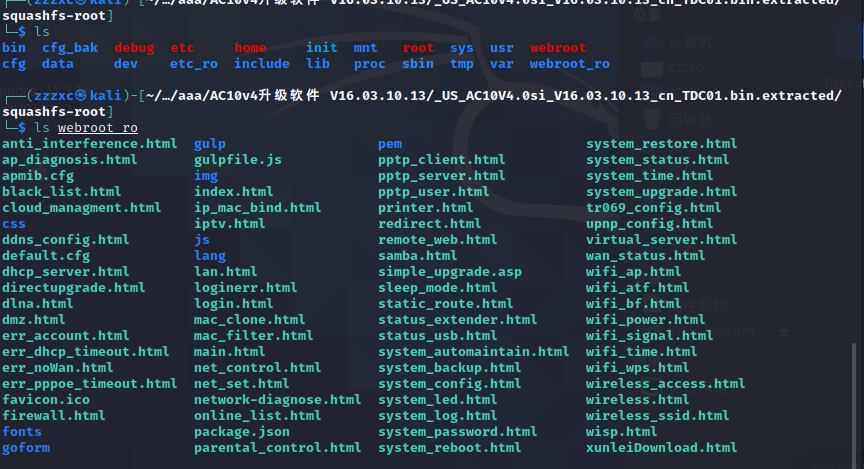 ┌──(zzzxc㉿kali)-[~/…/aaa/AC10v4升级软件 V16.03.10.13/_US_AC10V4.0si_V16.03.10.13_cn_TDC01.bin.extracted/
squashfs-root]
└─$ ls
bin cfg_bak debug etc home init mnt root sys usr webroot
cfg data dev etc_ro include lib proc sbin tmp var webroot_ro
┌──(zzzxc㉿kali)-[~/…/aaa/AC10v4升级软件 V16.03.10.13/_US_AC10V4.0si_V16.03.10.13_cn_TDC01.bin.extracted/
squashfs-root]
└─$ ls webroot_ro
anti_interference.html gulp pem system_restore.html
ap_diagnosis.html gulpfile.js pptp_client.html system_status.html
apmib.cfg img pptp_server.html system_time.html
black_list.html index.html pptp_user.html system_upgrade.html
cloud_managment.html ip_mac_bind.html printer.html tr069_config.html
css iptv.html redirect.html upnp_config.html
ddns_config.html js remote_web.html virtual_server.html
default.cfg lang samba.html wan_status.html
dhcp_server.html lan.html simple_upgrade.asp wifi_ap.html
directupgrade.html loginerr.html sleep_mode.html wifi_atf.html
dlna.html login.html static_route.html wifi_bf.html
dmz.html mac_clone.html status_extender.html wifi_power.html
err_account.html mac_filter.html status_usb.html wifi_signal.html
err_dhcp_timeout.html main.html system_automaintain.html wifi_time.html
err_noWan.html net_control.html system_backup.html wifi_wps.html
err_pppoe_timeout.html net_set.html system_config.html wireless_access.html
favicon.ico network-diagnose.html system_led.html wireless.html
firewall.html online_list.html system_log.html wireless_ssid.html
fonts package.json system_password.html wisp.html
goform parental_control.html system_reboot.html xunleiDownload.html
位置
计算机
zzzxc
回收站